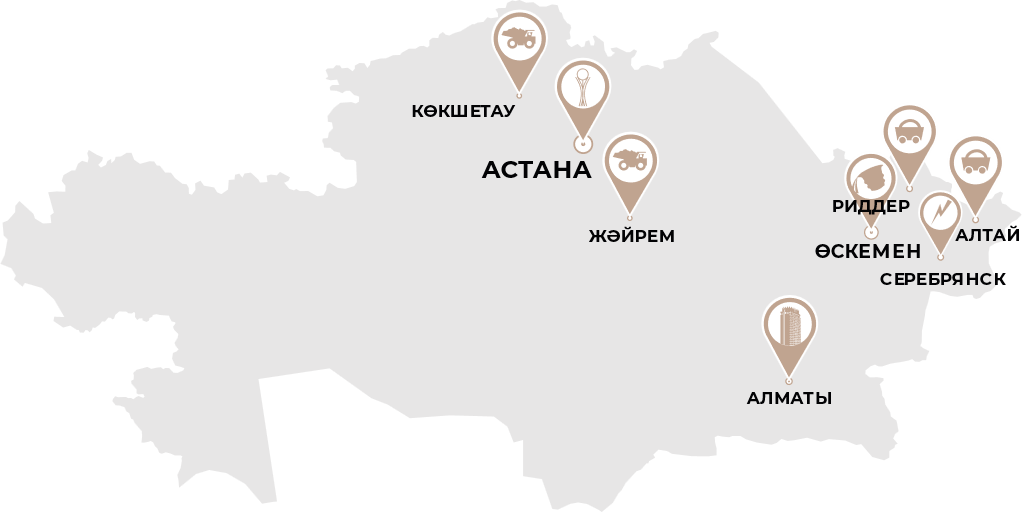 КӨКШЕТАУ
АСТАНА
ЖӘЙРЕМ
РИДДЕР
АЛТАЙ
ӨСКЕМЕН
СЕРЕБРЯНСК
АЛМАТЫ